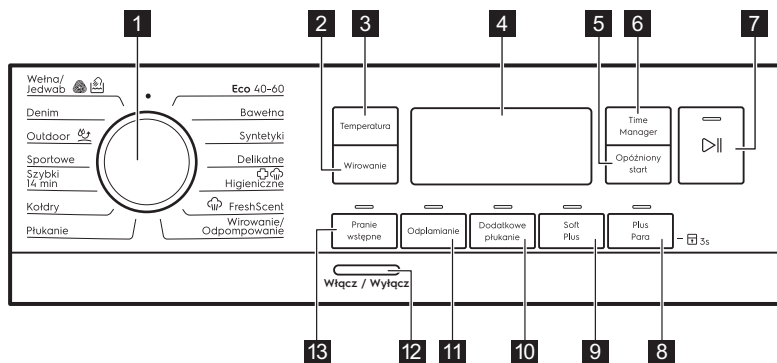 1
2
3
4
5
6
7
Wełna/
Jedwab
Denim
Outdoor
Sportowe
Szybki
14 min
Kołdry
Płukanie
Eco 40-60
Bawełna
Syntetyki
Delikatne
Higieniczne
FreshScent
Wirowanie/
Odpompowanie
Temperatura
Wirowanie
Time
Manager
Opóźniony
start
Pranie
wstępne
Odplamianie
Dodatkowe
płukanie
Soft
Plus
Plus
Para
3s
Włącz / Wyłącz
13
12
11
10
9
8